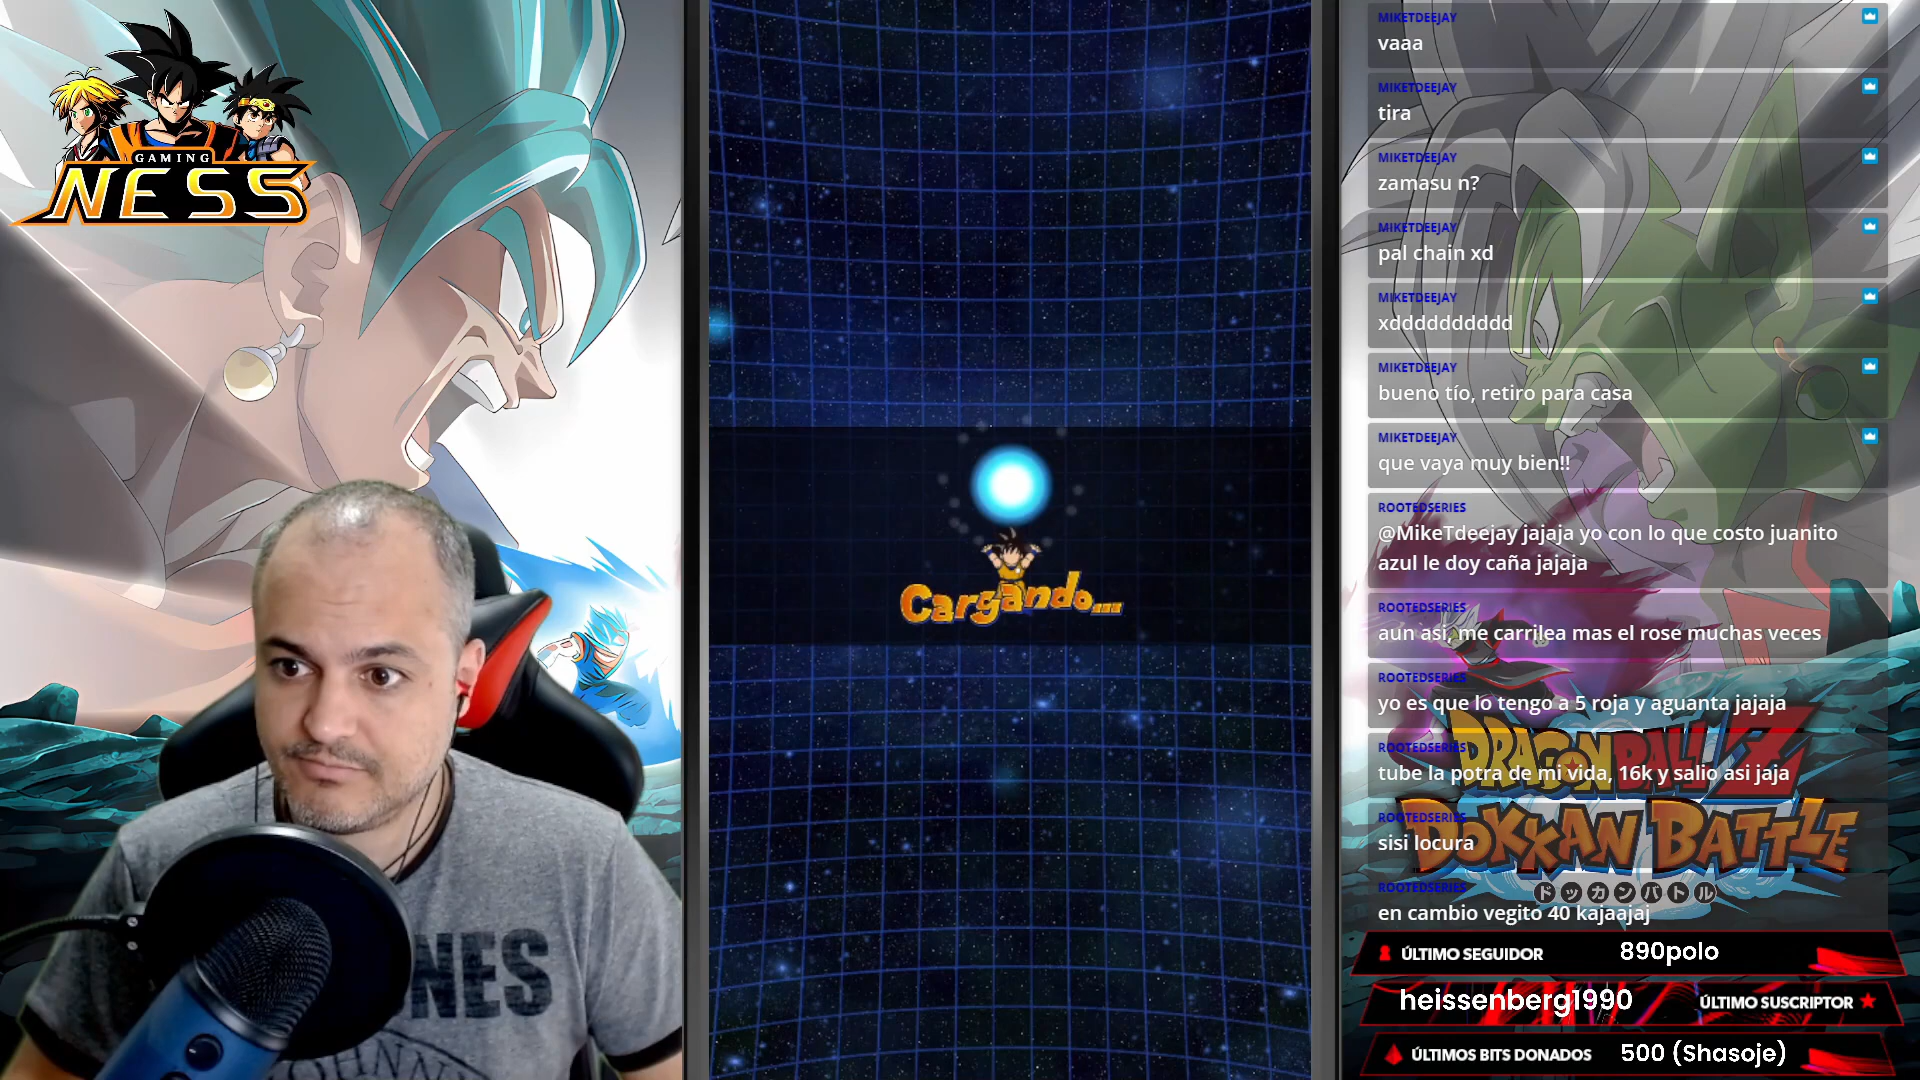 GAMING
NESS
Cargando...
NES
MIKETDEEJAY
vaaa
MIKETDEEJAY
tira
MIKETDEEJAY
zamasu n?
MIKETDEEJAY
pal chain xd
MIKETDEEJAY
xdddddddddd
MIKETDEEJAY
bueno tío, retiro para casa
MIKETDEEJAY
que vaya muy bien!!
ROOTEDSERIES
@MikeTdeejay jajaja yo con lo que costo juanito
azul le doy caña jajaja
ROOTEDSERIES
aun asi, me carrilea mas el rose muchas veces
ROOTEDSERIES
yo es que lo tengo a 5 roja y aguanta jajaja
ROOTEDSERIES
tube la potra de mi vida, 16k y salio asi jaja
ROOTEDSERIES
sisi locura
ROOTEDSERIES
en cambio vegito 40 kajaajaj
DRAGONBALL Z
DOKKAN BATTLE
ドッカンバトル
ÚLTIMO SEGUIDOR 890polo
heissenberg1990 ÚLTIMO SUSCRIPTOR
ÚLTIMOS BITS DONADOS 500 (Shasoje)